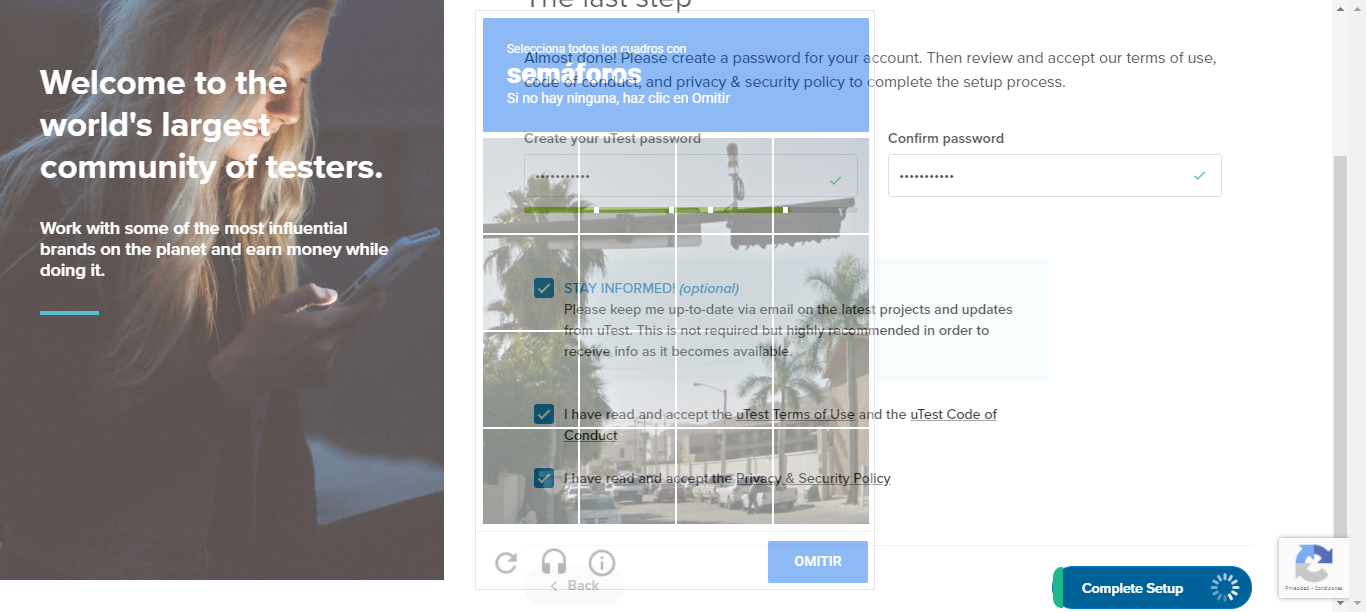 Welcome to the
world's largest
community of testers.
Work with some of the most influential
brands on the planet and earn money while
doing it.
The last step
Almost done! Please create a password for your account. Then review and accept our terms of use,
code of conduct, and privacy & security policy to complete the setup process.
Selecciona todos los cuadros con
semáforos
Si no hay ninguna, haz clic en Omitir
Create your uTest password
Confirm password
STAY INFORMED! (optional)
Please keep me up-to-date via email on the latest projects and updates
from uTest. This is not required but highly recommended in order to
receive info as it becomes available.
I have read and accept the uTest Terms of Use and the uTest Code of
Conduct
I have read and accept the Privacy & Security Policy
OMITIR
Back
Complete Setup
Privacidad - Condiciones